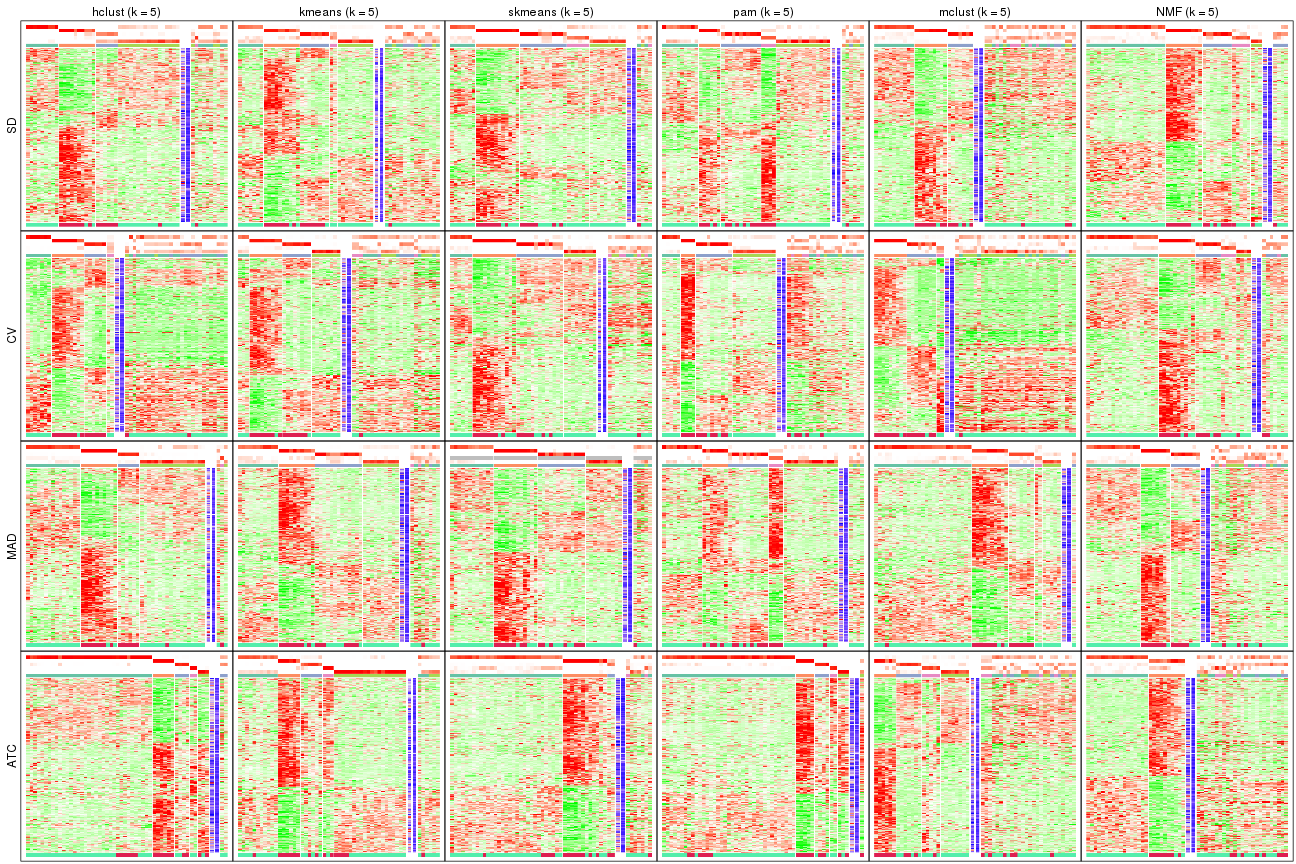 hclust (k = 5) kmeans (k = 5) skmeans (k = 5) pam (k = 5) mclust (k = 5) NMF (k = 5)
SD
CV
MAD
ATC